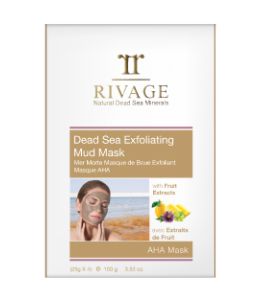 RIVAGE
Natural Dead Sea Minerals
Dead Sea Exfoliating
Mud Mask
Mer Morte Masque de Boue Exfoliant
Masque AHA
with Fruit
Extracts
avec Extraits
de Fruit
AHA Mask